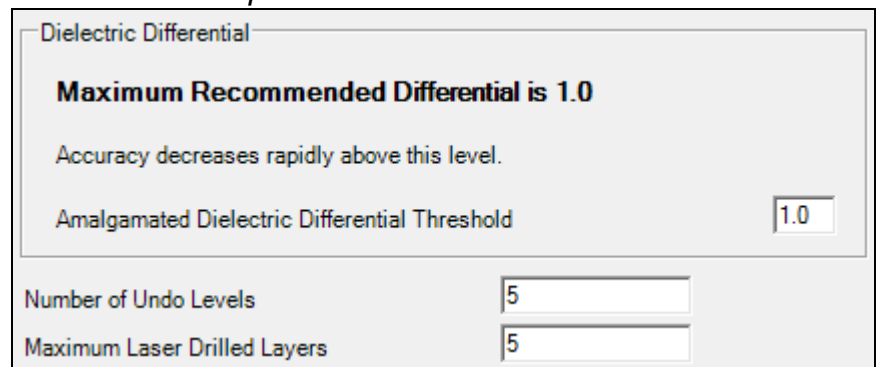 Dielectric Differential
Maximum Recommended Differential is 1.0
Accuracy decreases rapidly above this level.
Amalgamated Dielectric Differential Threshold 1.0
Number of Undo Levels 5
Maximum Laser Drilled Layers 5